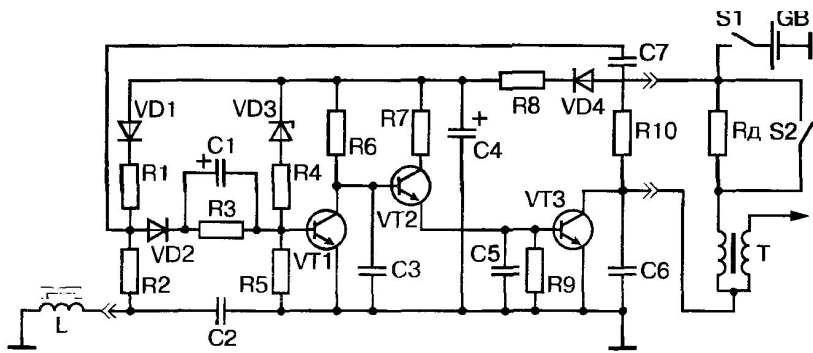 S1 GB
C7
VD1 VD3 R7 R8 VD4
C1 R6 C4 R10 Rд S2
R1 R4
R3 VT2 VT3
VD2 VT1
R2 R5 C3 C5 R9 C6 T
L C2
+
+